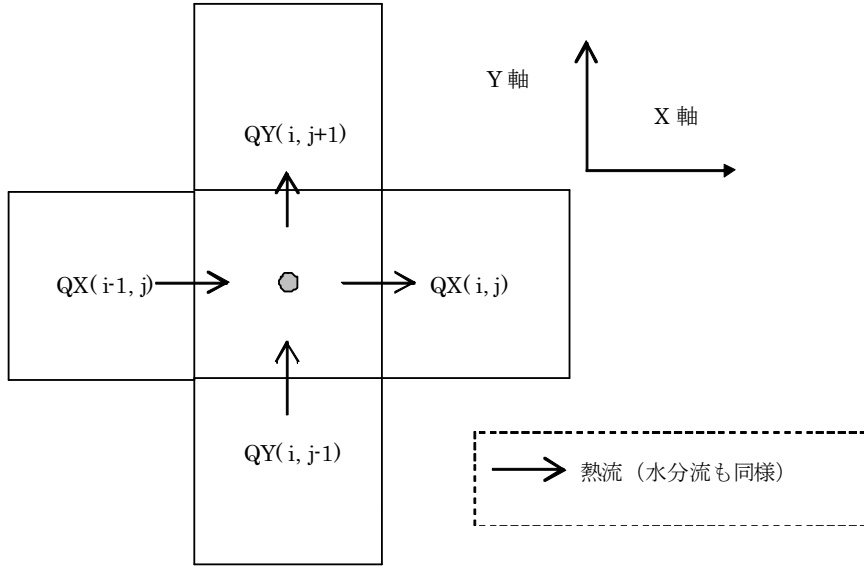 Y 軸
X 軸
QY( i, j+1)
QX( i-1, j)
QX( i, j)
QY( i, j-1)
熱流（水分流も同様）